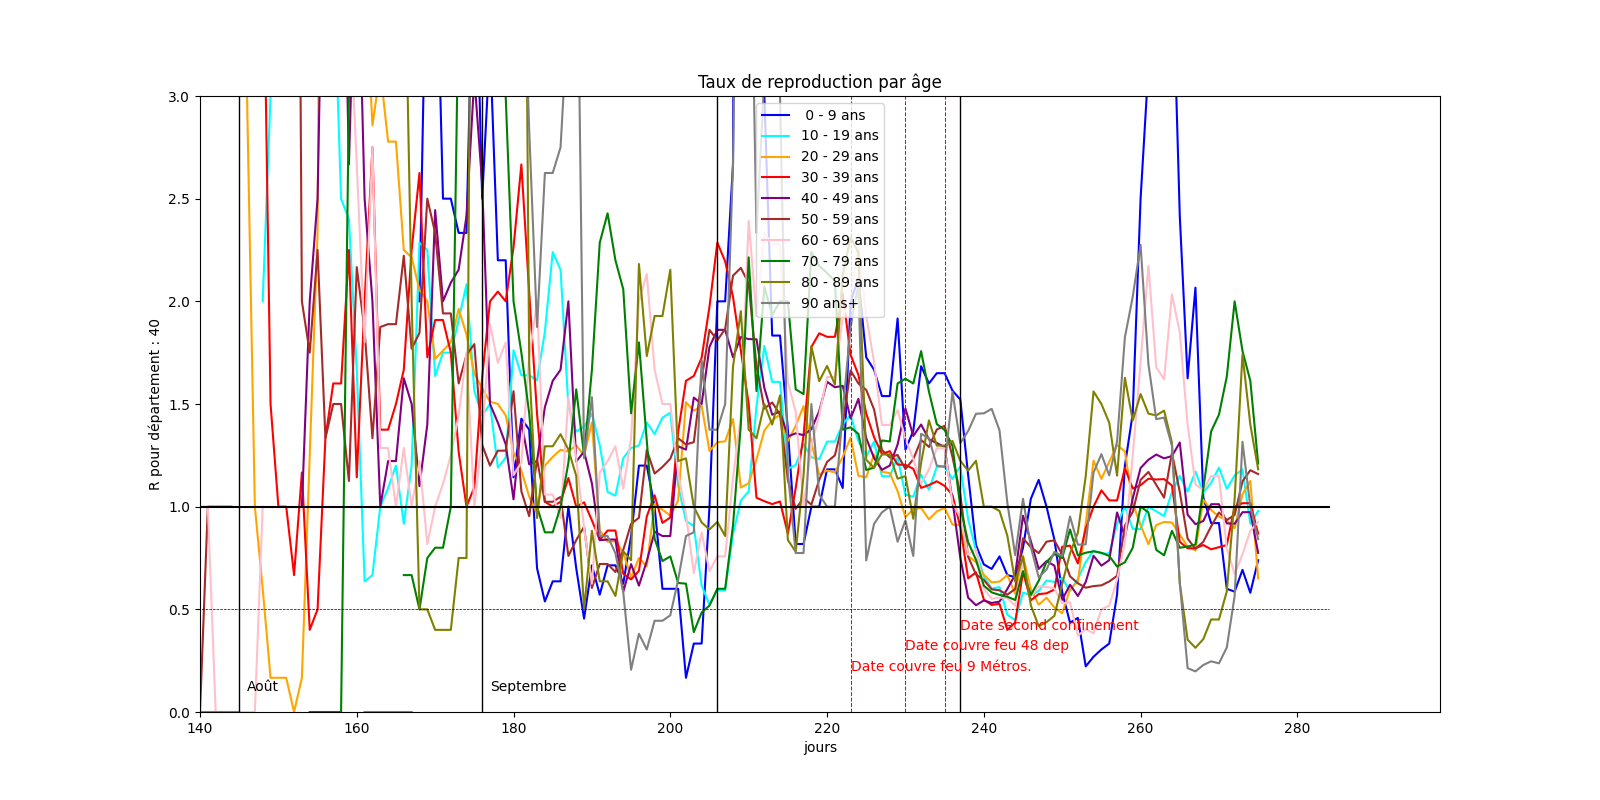 Taux de reproduction par âge
R pour département : 40
3.0
2.5
2.0
1.5
1.0
0.5
0.0
0 - 9 ans
10 - 19 ans
20 - 29 ans
30 - 39 ans
40 - 49 ans
50 - 59 ans
60 - 69 ans
70 - 79 ans
80 - 89 ans
90 ans+
Date second confinement
Date couvre feu 48 dep
Date couvre feu 9 Métros.
Août
Septembre
140 160 180 200 220 240 260 280
jours